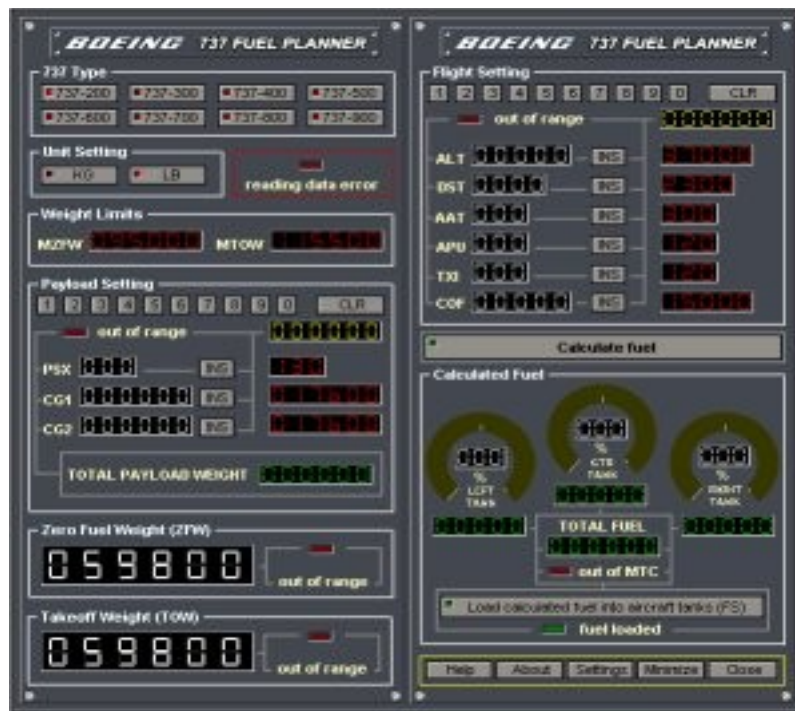 BOEING 737 FUEL PLANNER
737 Type
737-200 737-300 737-400 737-500
737-600 737-700 737-800 737-900
Unit Setting
KG LB
reading data error
Weight Limits
MZFW MTOW
Payload Setting
1 2 3 4 5 6 7 8 9 0 CLR
out of range
PSX INS
CG1 INS
CG2 INS
TOTAL PAYLOAD WEIGHT
Zero Fuel Weight (ZFW)
059800
out of range
Takeoff Weight (TOW)
059800
out of range
BOEING 737 FUEL PLANNER
Flight Setting
1 2 3 4 5 6 7 8 9 0 CLR
out of range
ALT INS
DST INS
AAT INS
APU INS
TXI INS
COF INS
Calculate fuel
Calculated Fuel
%
CTR
TANK
%
LEFT
TANK
%
RIGHT
TANK
TOTAL FUEL
out of MTC
Load calculated fuel into aircraft tanks (FS)
fuel loaded
Help About Settings Minimize Close